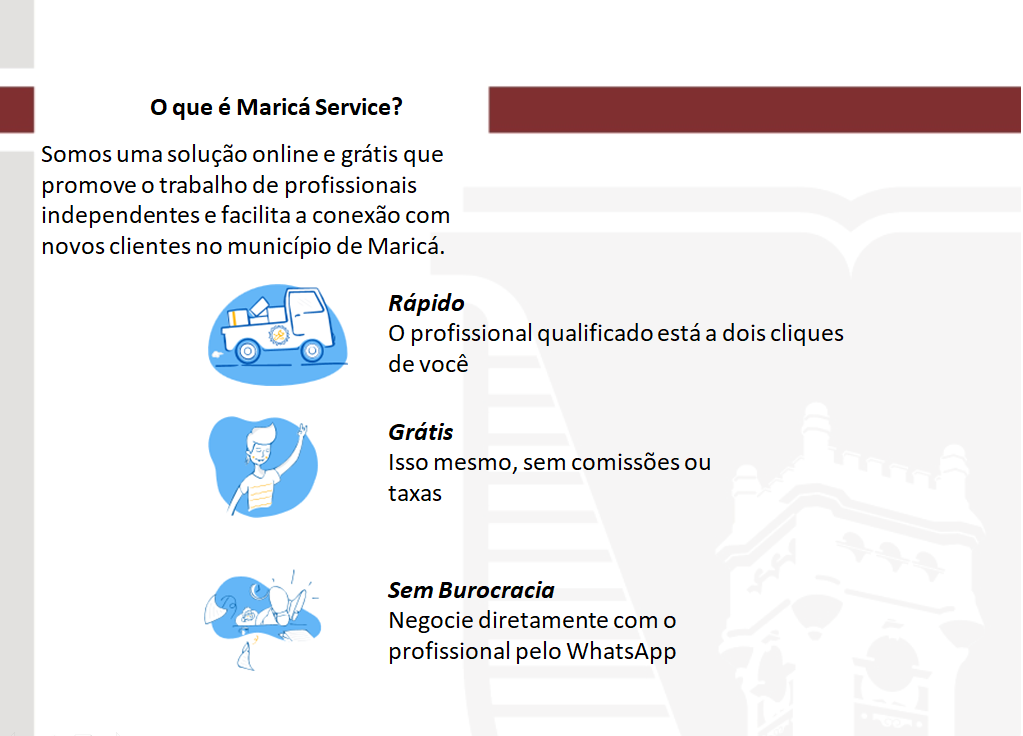 O que é Maricá Service?
Somos uma solução online e grátis que
promove o trabalho de profissionais
independentes e facilita a conexão com
novos clientes no município de Maricá.
Rápido
O profissional qualificado está a dois cliques
de você
Grátis
Isso mesmo, sem comissões ou
taxas
Sem Burocracia
Negocie diretamente com o
profissional pelo WhatsApp